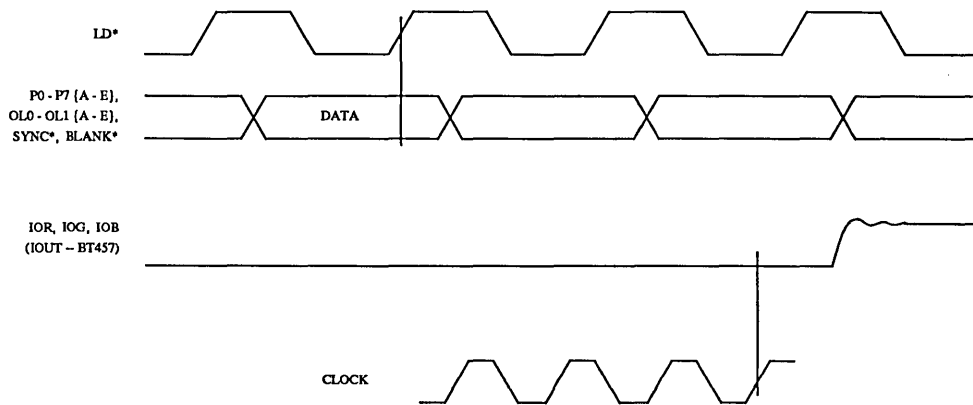 LD*
P0 - P7 {A - E},
OL0 - OL1 {A - E},
SYNC*, BLANK*
DATA
IOR, IOG, IOB
(IOUT -- BT457)
CLOCK